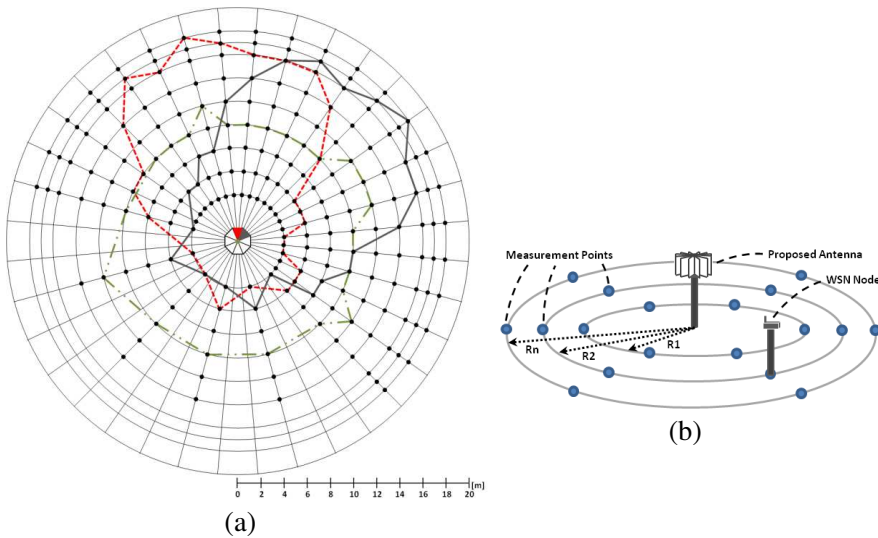 Measurement Points
Proposed Antenna
WSN Node
Rn
R2
R1
0 2 4 6 8 10 12 14 16 18 20 [m]
(a)
(b)